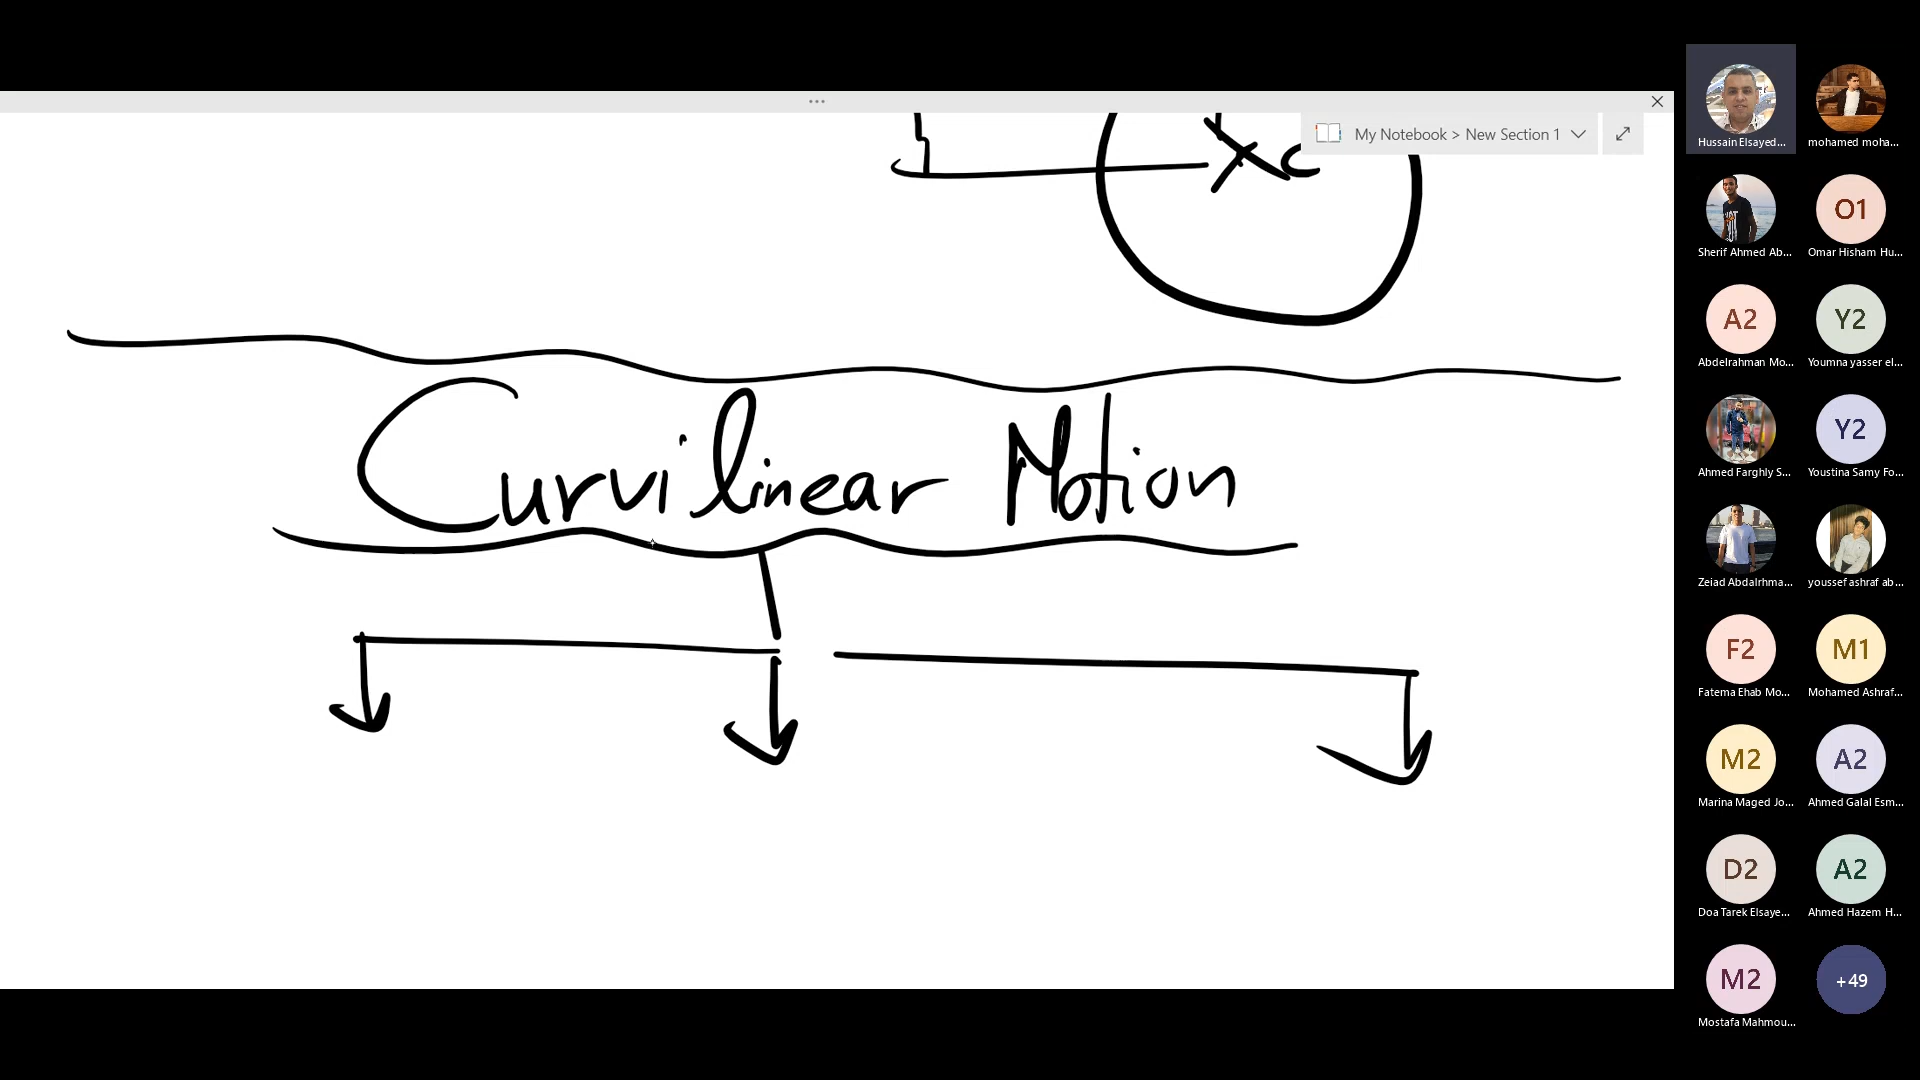 ...
Xc
My Notebook > New Section 1
Curvilinear Motion
Hussain Elsayed...
mohamed moha...
Sherif Ahmed Ab...
O1
Omar Hisham Hu...
A2
Abdelrahman Mo...
Y2
Youmna yasser el...
Ahmed Farghly S...
Y2
Youstina Samy Fo...
Zeiad Abdalrhma...
youssef ashraf ab...
F2
Fatema Ehab Mo...
M1
Mohamed Ashraf...
M2
Marina Maged Jo...
A2
Ahmed Galal Esm...
D2
Doa Tarek Elsaye...
A2
Ahmed Hazem H...
M2
Mostafa Mahmou...
+49